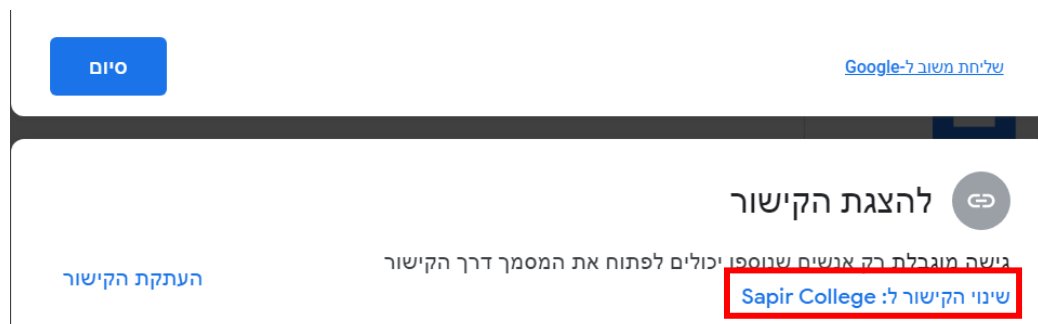 שליחת משוב ל-Google
סיום
להצגת הקישור
גישה מוגבלת רק אנשים שנוספו יכולים לפתוח את המסמך דרך הקישור
העתקת הקישור
שינוי הקישור ל: Sapir College